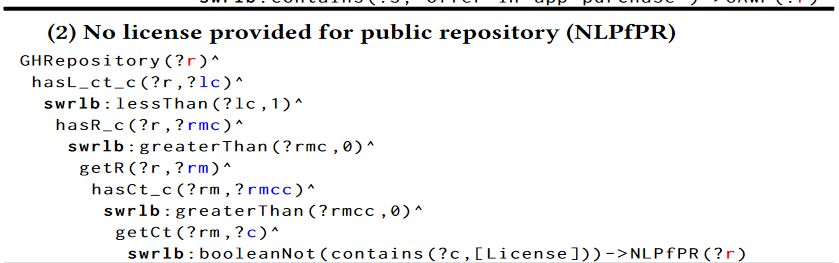 (2) No license provided for public repository (NLPfPR)
GHRepository(?r)^
hasL_ct_c(?r,?lc)^
swrlb:lessThan(?lc,1)^
hasR_c(?r,?rmc)^
swrlb:greaterThan(?rmc,0)^
getR(?r,?rm)^
hasCt_c(?rm,?rmcc)^
swrlb:greaterThan(?rmcc,0)^
getCt(?rm,?c)^
swrlb:booleanNot(contains(?c,[License]))->NLPfPR(?r)